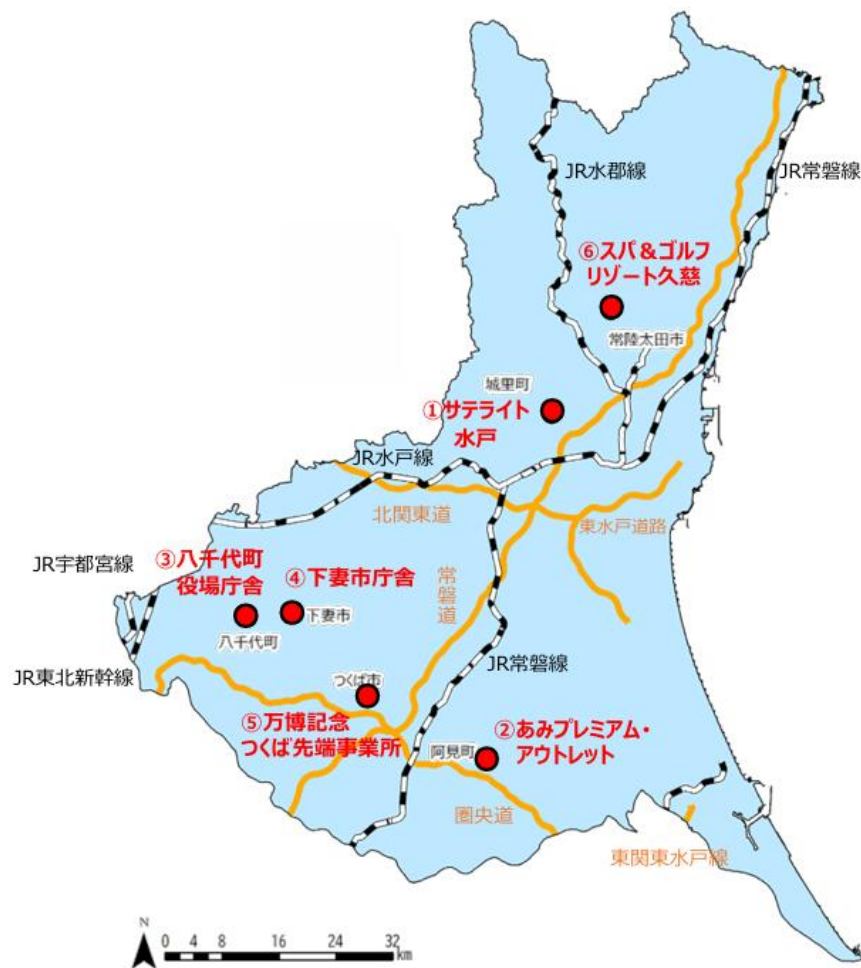 JR水郡線
JR常磐線
⑥スパ＆ゴルフ
リゾート久慈
常陸太田市
城里町
①サテライト
水戸
JR水戸線
北関東道
東水戸道路
JR宇都宮線
③八千代町
役場庁舎
④下妻市庁舎
常磐道
下妻市
八千代町
JR常磐線
JR東北新幹線
つくば市
⑤万博記念
つくば先端事業所
②あみプレミアム・
アウトレット
阿見町
圏央道
東関東水戸線
N
0 4 8 16 24 32
km